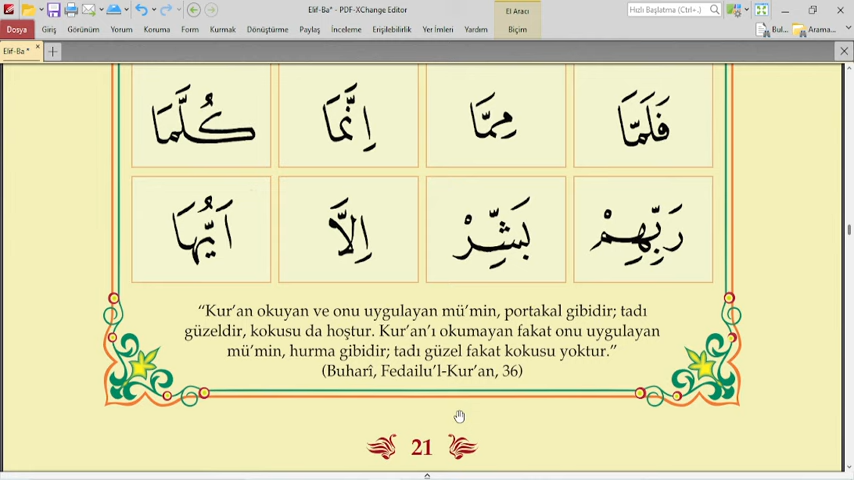 Elif-Ba* - PDF-XChange Editor
El Aracı
Hızlı Başlatma (Ctrl+.)
Dosya Giriş Görünüm Yer İmleri Yorum Koruma Form Kırmak Dönüştürme Paylaş İnceleme Erişilebilirlik Yardım Biçim
Bul... Arama...
Elif-Ba *
فَلَمَّا مِمَّا اِنَّمَا كُلَّمَا
رَبِّهِمْ بَشِّرْ اِلاَّ اَيُّهَا
“Kur’an okuyan ve onu uygulayan mü’min, portakal gibidir; tadı
güzeldir, kokusu da hoştur. Kur’an’ı okumayan fakat onu uygulayan
mü’min, hurma gibidir; tadı güzel fakat kokusu yoktur.”
(Buharî, Fedailu’l-Kur’an, 36)
21